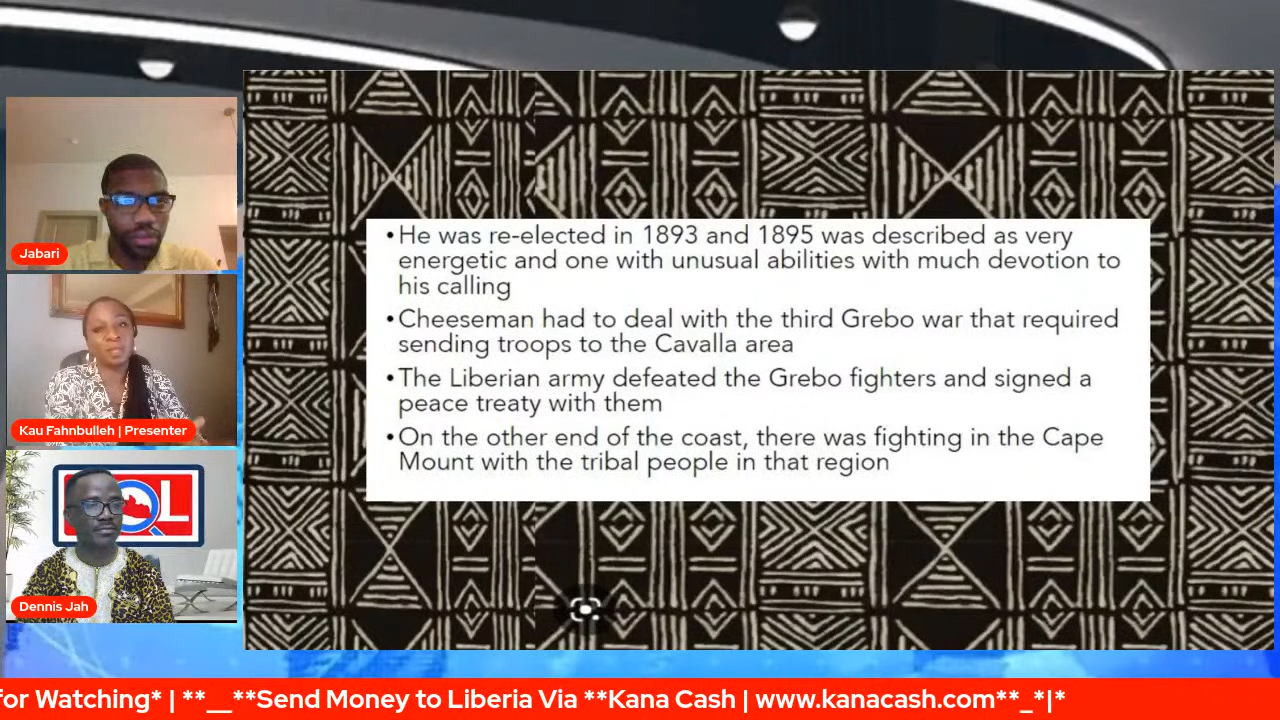 Jabari
Kau Fahnbulleh | Presenter
OL
Dennis Jah
•He was re-elected in 1893 and 1895 was described as very
energetic and one with unusual abilities with much devotion to
his calling
•Cheeseman had to deal with the third Grebo war that required
sending troops to the Cavalla area
•The Liberian army defeated the Grebo fighters and signed a
peace treaty with them
•On the other end of the coast, there was fighting in the Cape
Mount with the tribal people in that region
for Watching* | **__**Send Money to Liberia Via **Kana Cash | www.kanacash.com**_*|*